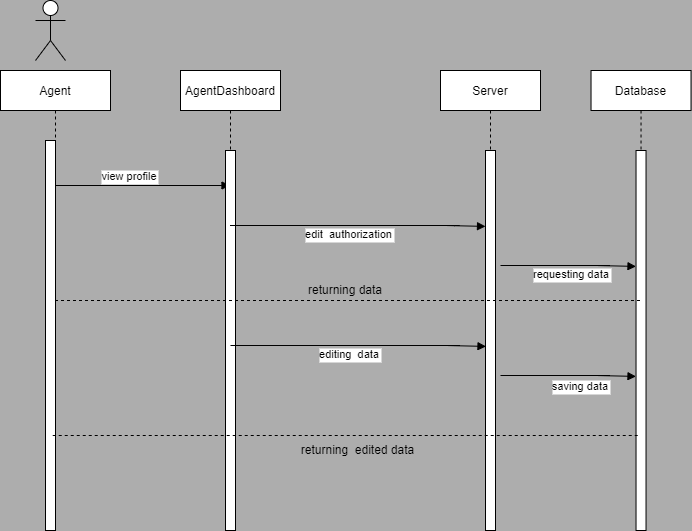 Agent
AgentDashboard
Server
Database
view profile
edit  authorization
requesting data
returning data
editing  data
saving data
returning  edited data